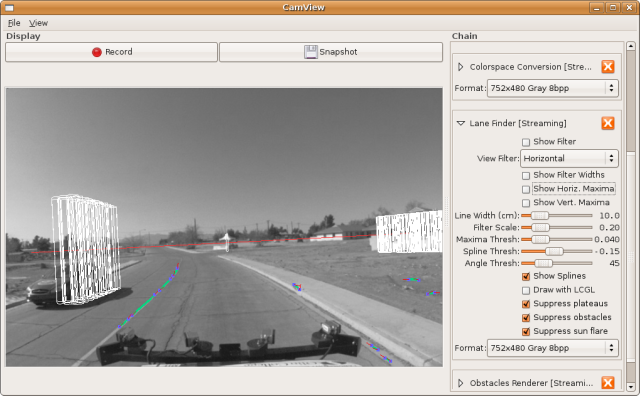 CamView
File View
Display
Record
Snapshot
Chain
Colorspace Conversion [Stre...
Format: 752x480 Gray 8bpp
Lane Finder [Streaming]
Show Filter
View Filter: Horizontal
Show Filter Widths
Show Horiz. Maxima
Show Vert. Maxima
Line Width (cm): 10.0
Filter Scale: 0.20
Maxima Thresh: 0.040
Spline Thresh: -0.15
Angle Thresh: 45
Show Splines
Draw with LCGL
Suppress plateaus
Suppress obstacles
Suppress sun flare
Format: 752x480 Gray 8bpp
Obstacles Renderer [Streami...